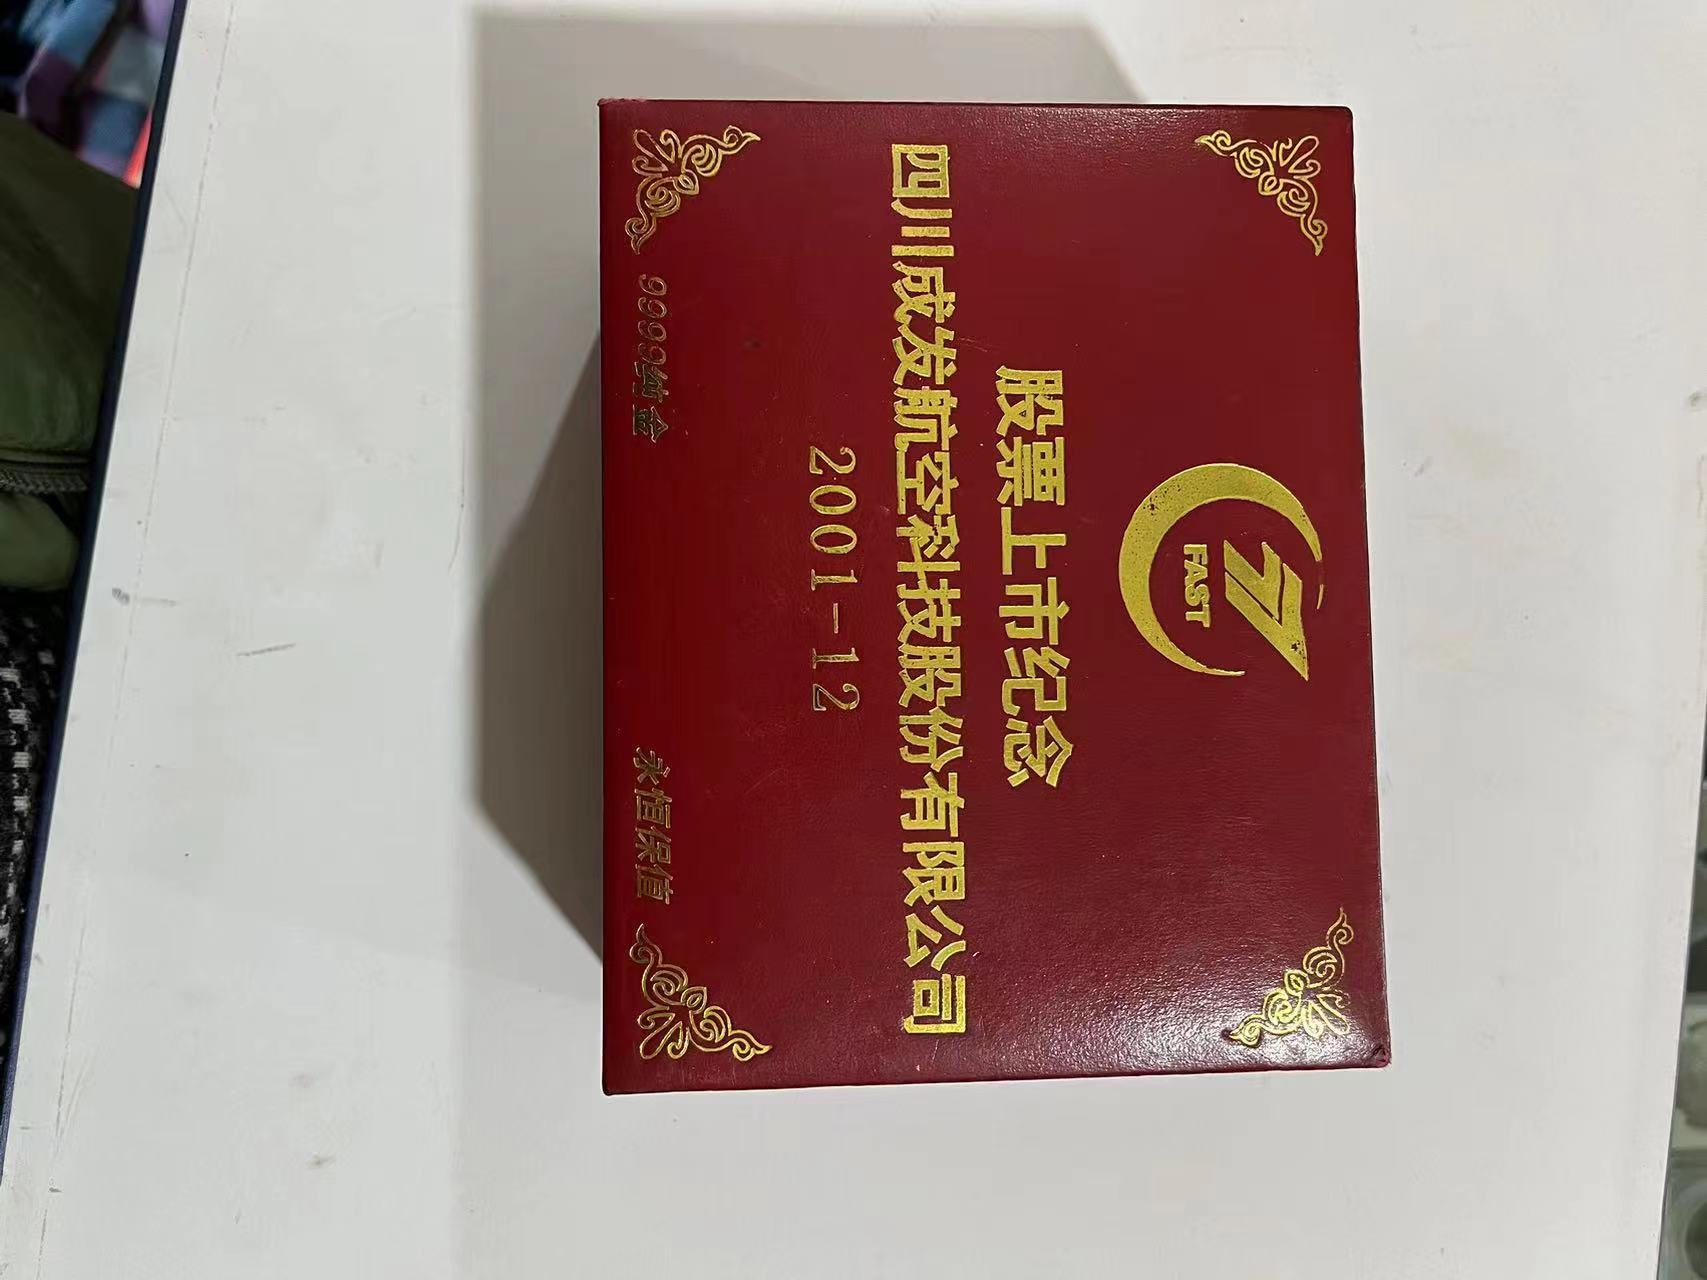 FAST
股票上市纪念
四川成发航空科技股份有限公司
2001-12
9999纯金 永恒保值